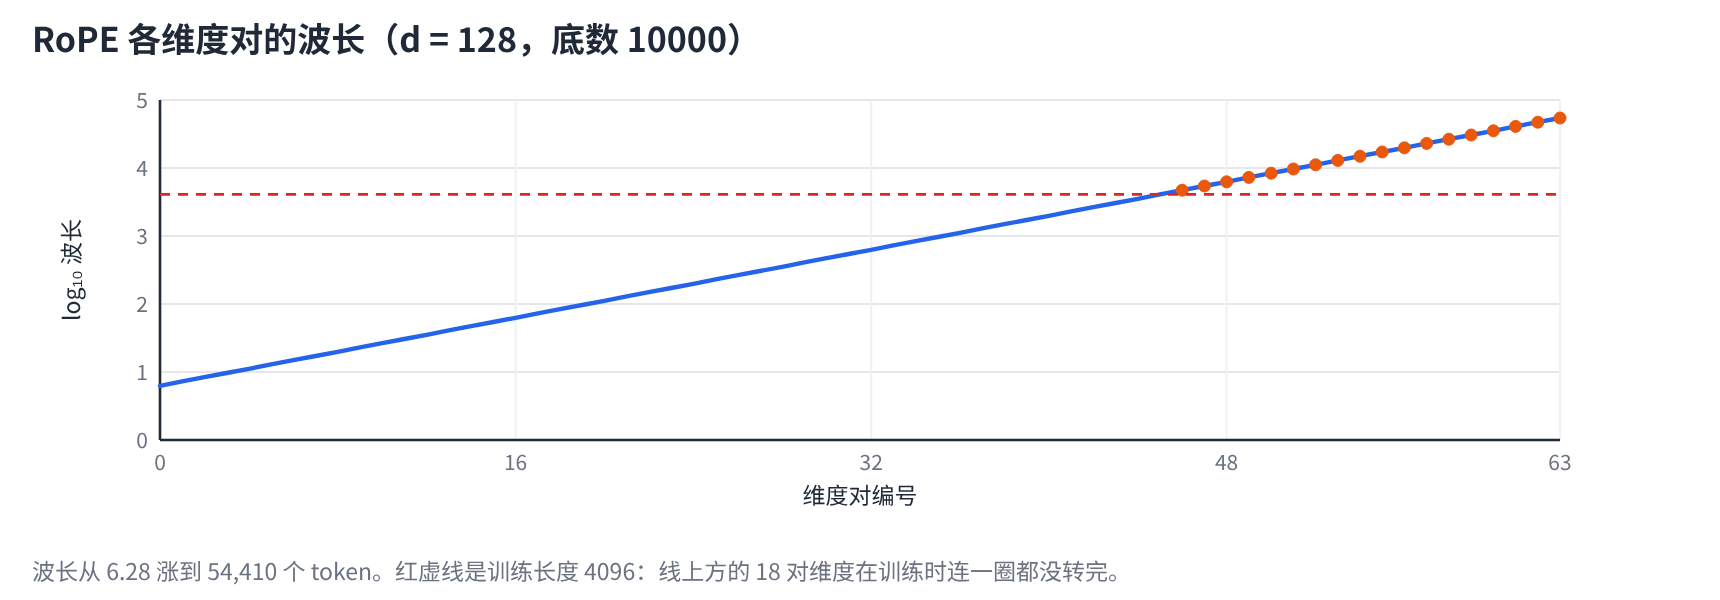 RoPE 各维度对的波长（d = 128，底数 10000）
5
4
3
2
1
0
log₁₀ 波长
0 16 32 48 63
维度对编号
波长从 6.28 涨到 54,410 个 token。红虚线是训练长度 4096：线上方的 18 对维度在训练时连一圈都没转完。